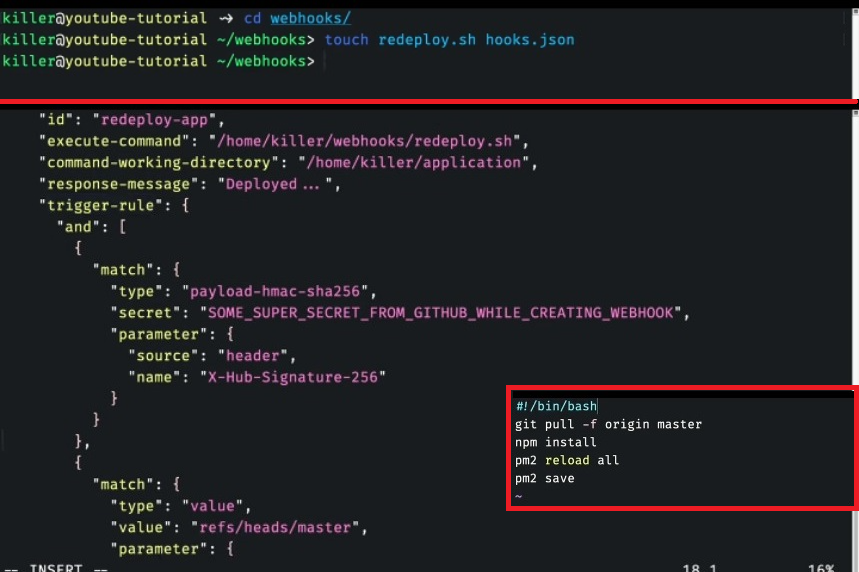 killer@youtube-tutorial → cd webhooks/
killer@youtube-tutorial ~/webhooks> touch redeploy.sh hooks.json
killer@youtube-tutorial ~/webhooks>
"id": "redeploy-app",
"execute-command": "/home/killer/webhooks/redeploy.sh",
"command-working-directory": "/home/killer/application",
"response-message": "Deployed...",
"trigger-rule": {
"and": [
{
"match": {
"type": "payload-hmac-sha256",
"secret": "SOME_SUPER_SECRET_FROM_GITHUB_WHILE_CREATING_WEBHOOK",
"parameter": {
"source": "header",
"name": "X-Hub-Signature-256"
}
}
},
{
"match": {
"type": "value",
"value": "refs/heads/master",
"parameter": {
-- INSERT -- 18,1 16%
#!/bin/bash
git pull -f origin master
npm install
pm2 reload all
pm2 save
~